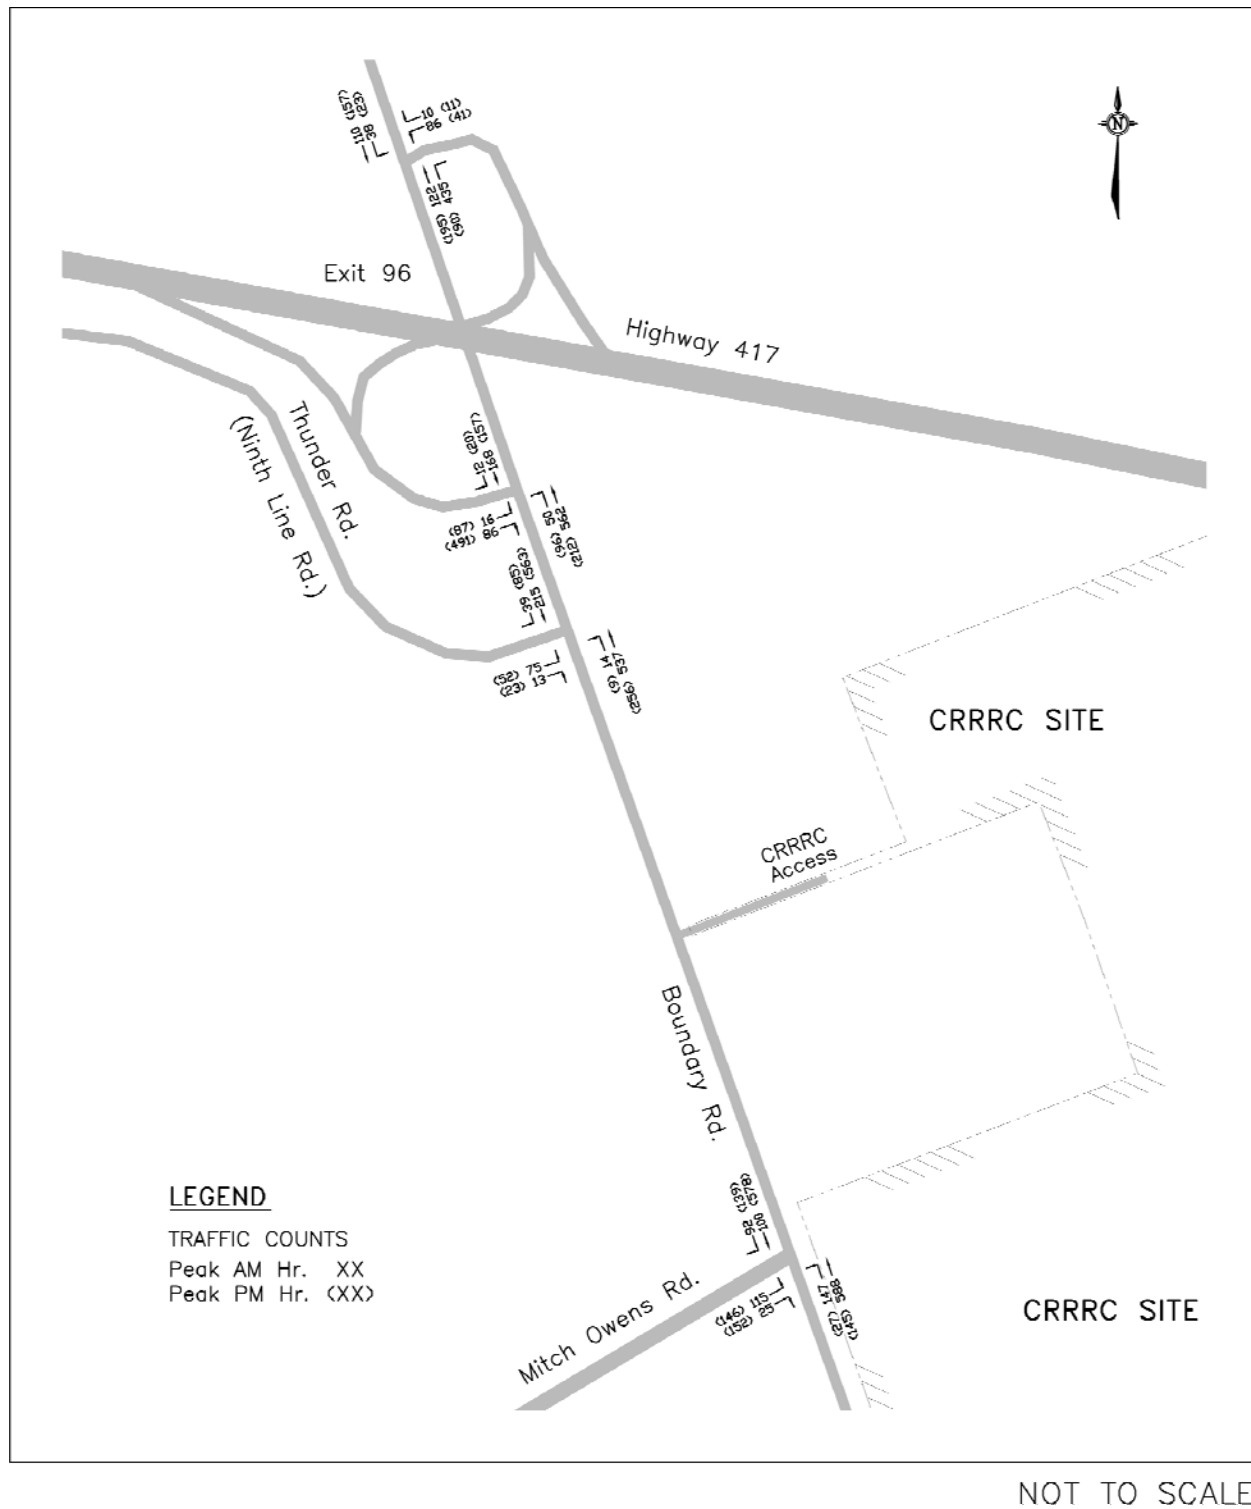 110 (157)
38 (23)
10 (11)
86 (41)
N
122 (195)
435 (90)
Exit 96
Highway 417
Thunder Rd.
(Ninth Line Rd.)
12 (20)
168 (157)
(87) 16
(491) 86
50 (96)
562 (212)
39 (85)
215 (563)
(52) 75
(23) 13
14 (9)
537 (256)
CRRRC SITE
CRRRC
Access
Boundary Rd.
92 (139)
100 (578)
LEGEND
TRAFFIC COUNTS
Peak AM Hr. XX
Peak PM Hr. (XX)
Mitch Owens Rd.
(146) 115
(152) 25
147 (27)
588 (145)
CRRRC SITE
NOT TO SCALE